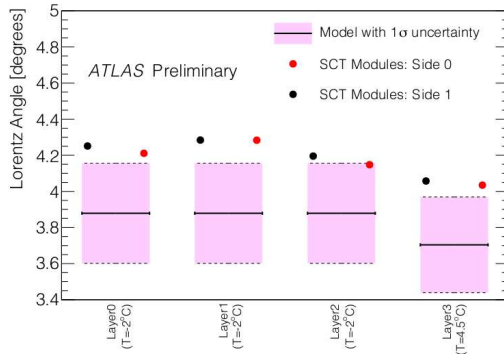 Lorentz Angle [degrees]
5
4.8
4.6
4.4
4.2
4
3.8
3.6
3.4
ATLAS Preliminary
Model with 1σ uncertainty
SCT Modules: Side 0
SCT Modules: Side 1
Layer0
(T=-2°C)
Layer1
(T=-2°C)
Layer2
(T=-2°C)
Layer3
(T=4.5°C)